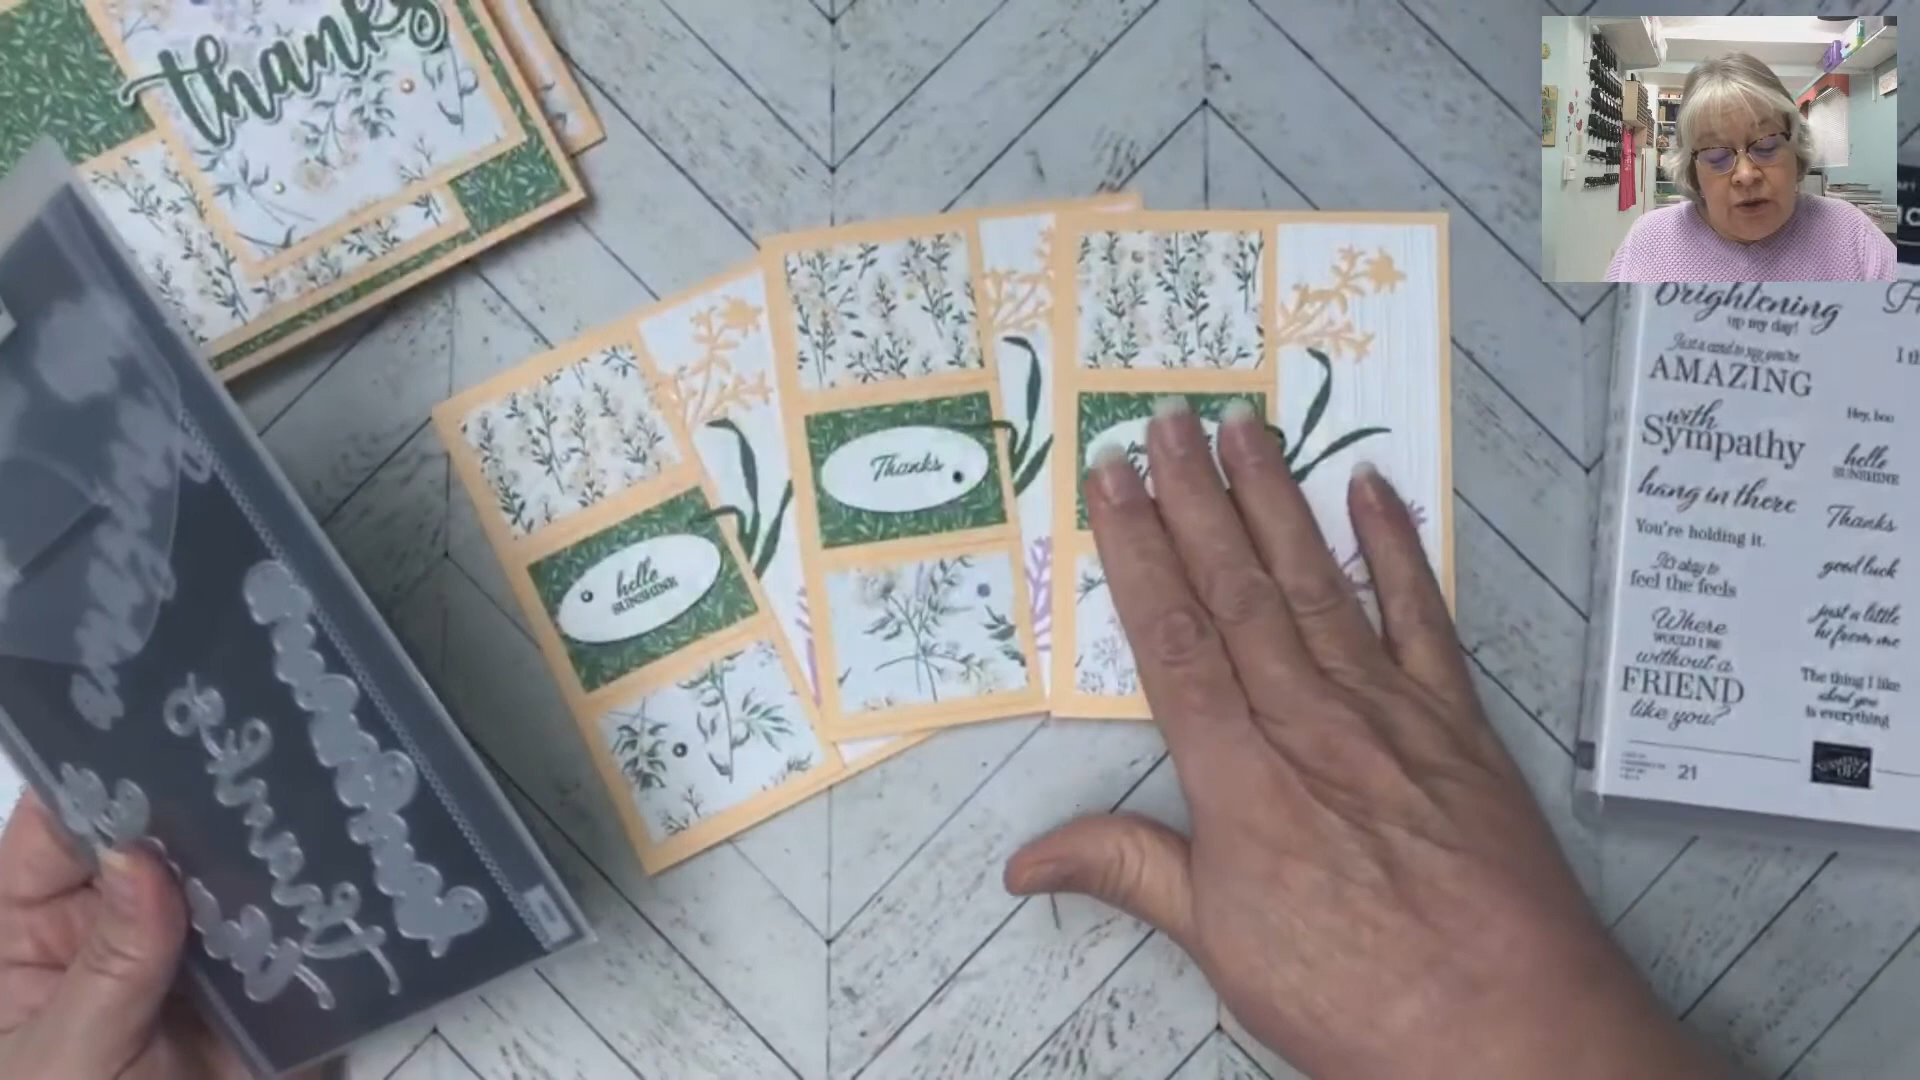 thanks
hello
SUNSHINE
Thanks
brightening
up my day!
Just a card to say you're
AMAZING
with
Sympathy
hang in there
You're holding it.
It's okay to
feel the feels
Where
WOULD I BE
without a
FRIEND
like you?
Hey, boo
hello
SUNSHINE
Thanks
good luck
just a little
hi from me
The thing I like
about you
is everything
21
STAMPIN' UP!